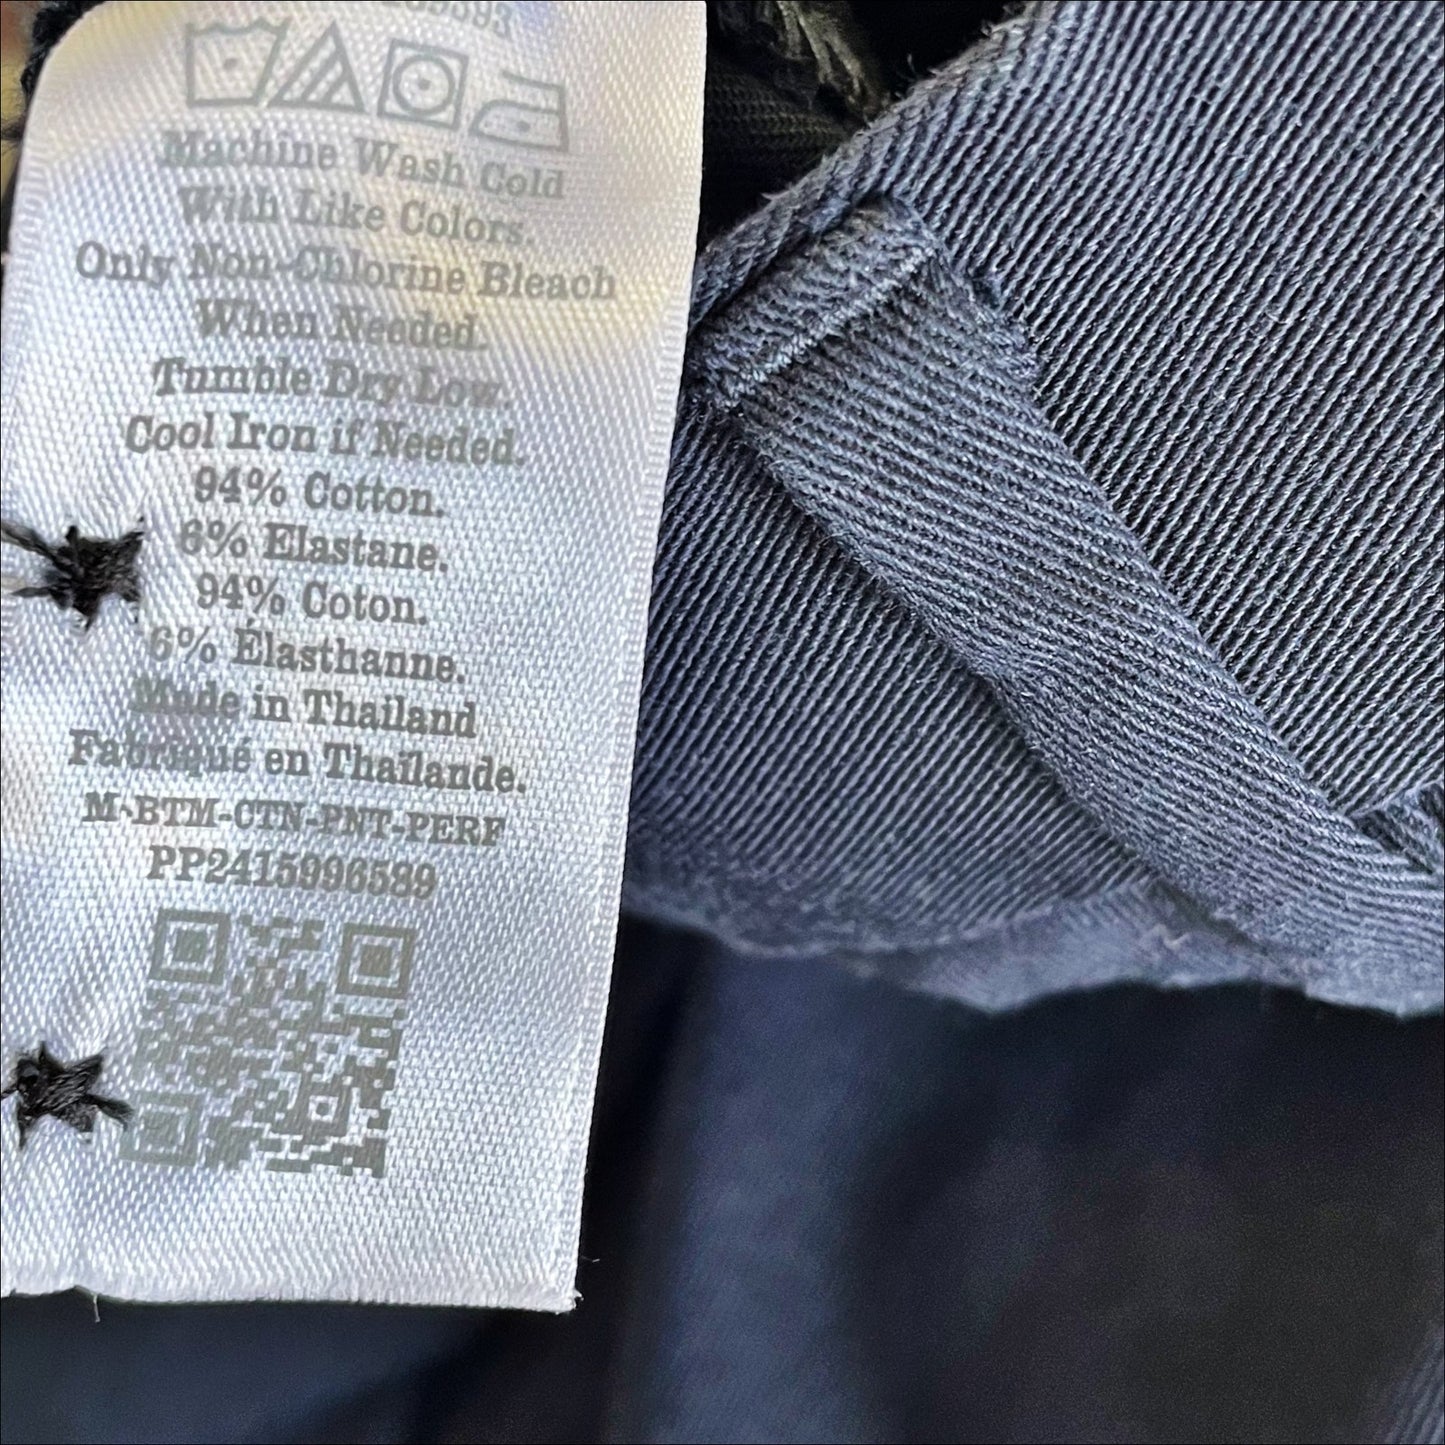 Machine Wash Cold
With Like Colors.
Only Non-Chlorine Bleach
When Needed.
Tumble Dry Low.
Cool Iron if Needed.
94% Cotton.
6% Elastane.
94% Coton.
6% Élasthanne.
Made in Thailand
Fabriqué en Thaïlande.
M-BTM-CTN-PNT-PERF
PP2415996589